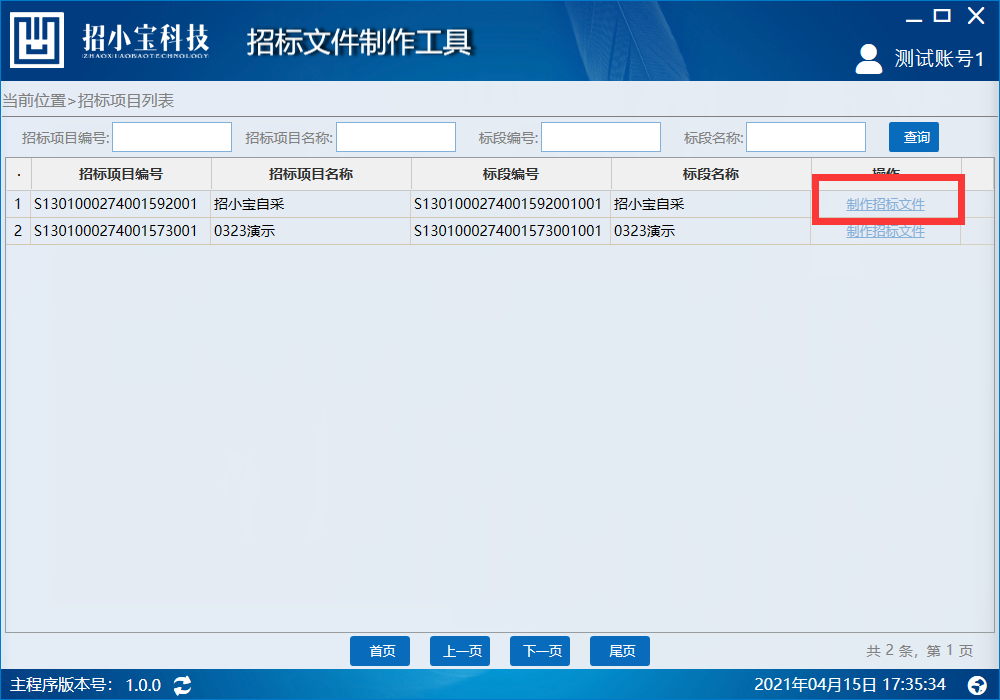 招小宝科技
ZHAOXIAOBAOTECHNOLOGY
招标文件制作工具
测试账号1
当前位置>招标项目列表
招标项目编号: 招标项目名称: 标段编号: 标段名称: 查询
招标项目编号 招标项目名称 标段编号 标段名称 操作
1 S1301000274001592001 招小宝自采 S1301000274001592001001 招小宝自采 制作招标文件
2 S1301000274001573001 0323演示 S1301000274001573001001 0323演示 制作招标文件
首页 上一页 下一页 尾页 共 2 条，第 1 页
主程序版本号： 1.0.0 2021年04月15日 17:35:34